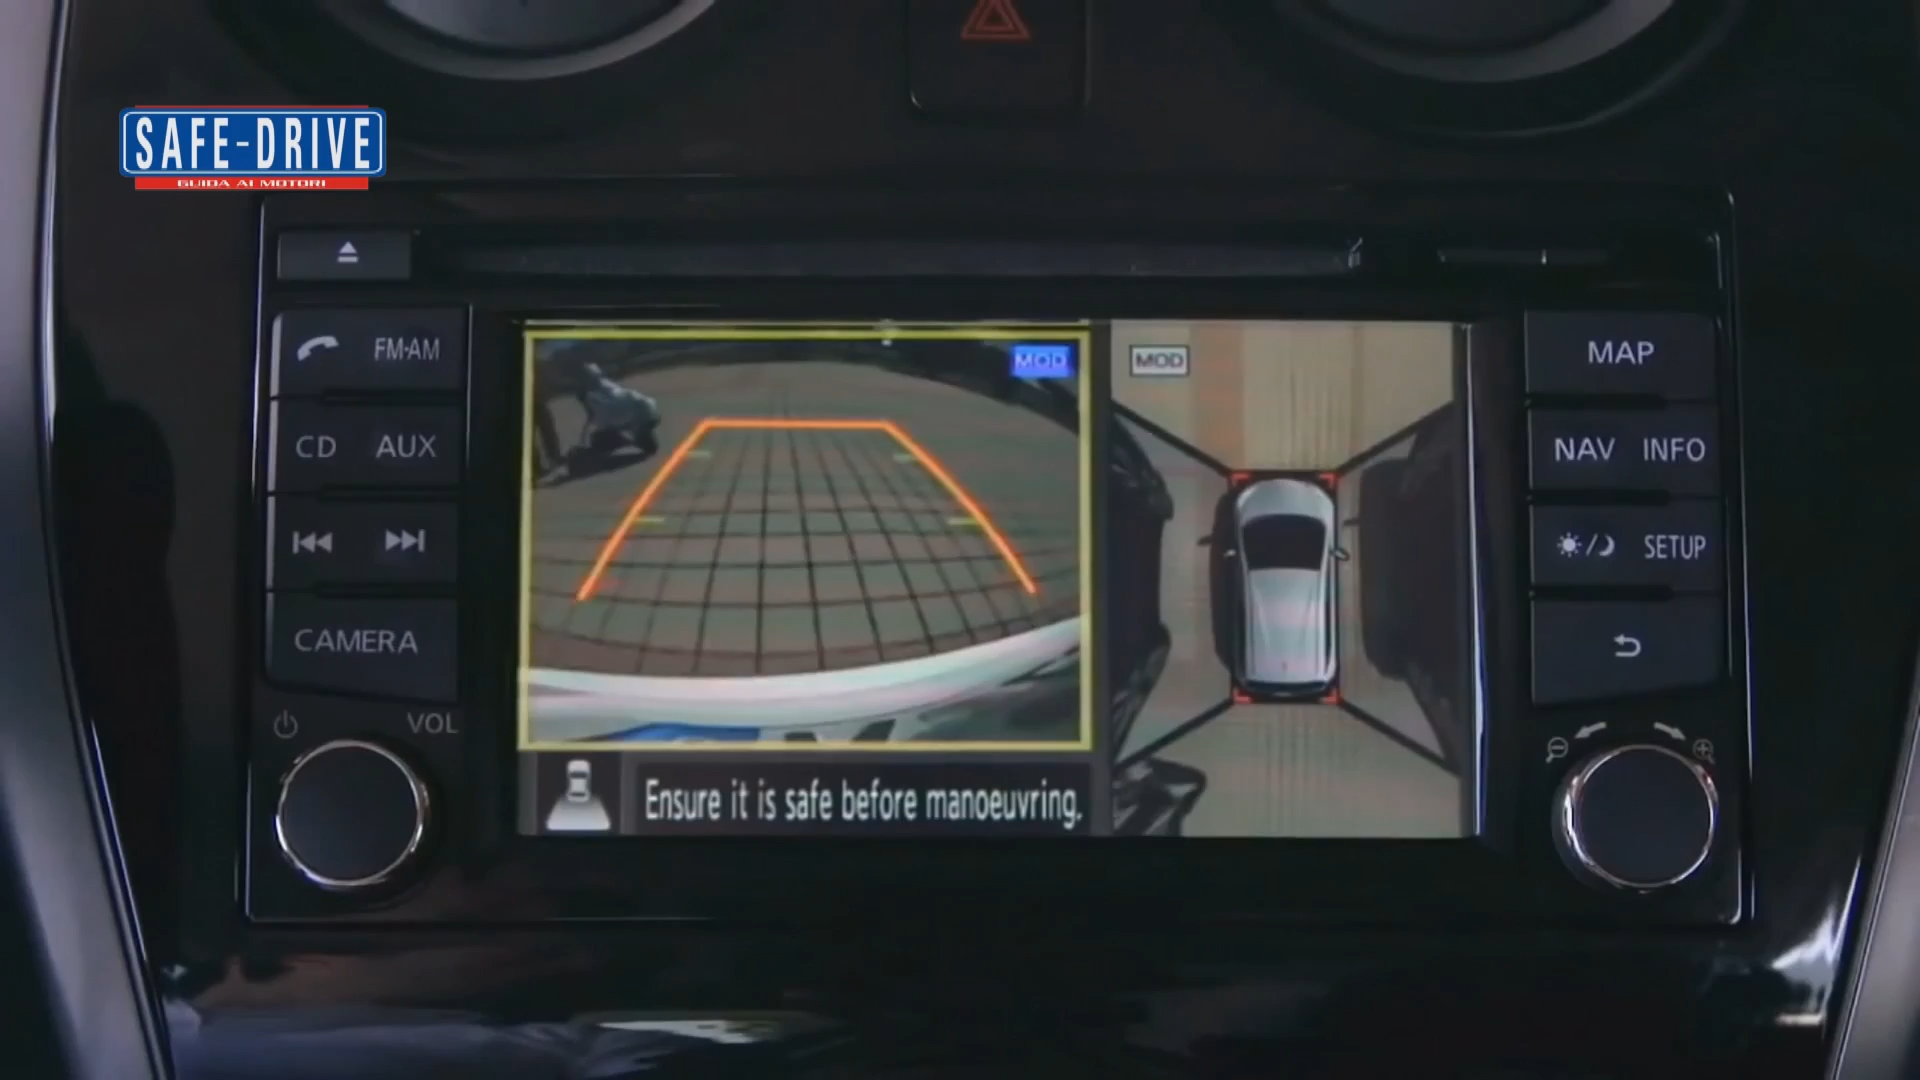 SAFE-DRIVE
GUIDA AI MOTORI
FM·AM
CD AUX
CAMERA
VOL
MOD
MOD
Ensure it is safe before manoeuvring.
MAP
NAV INFO
SETUP